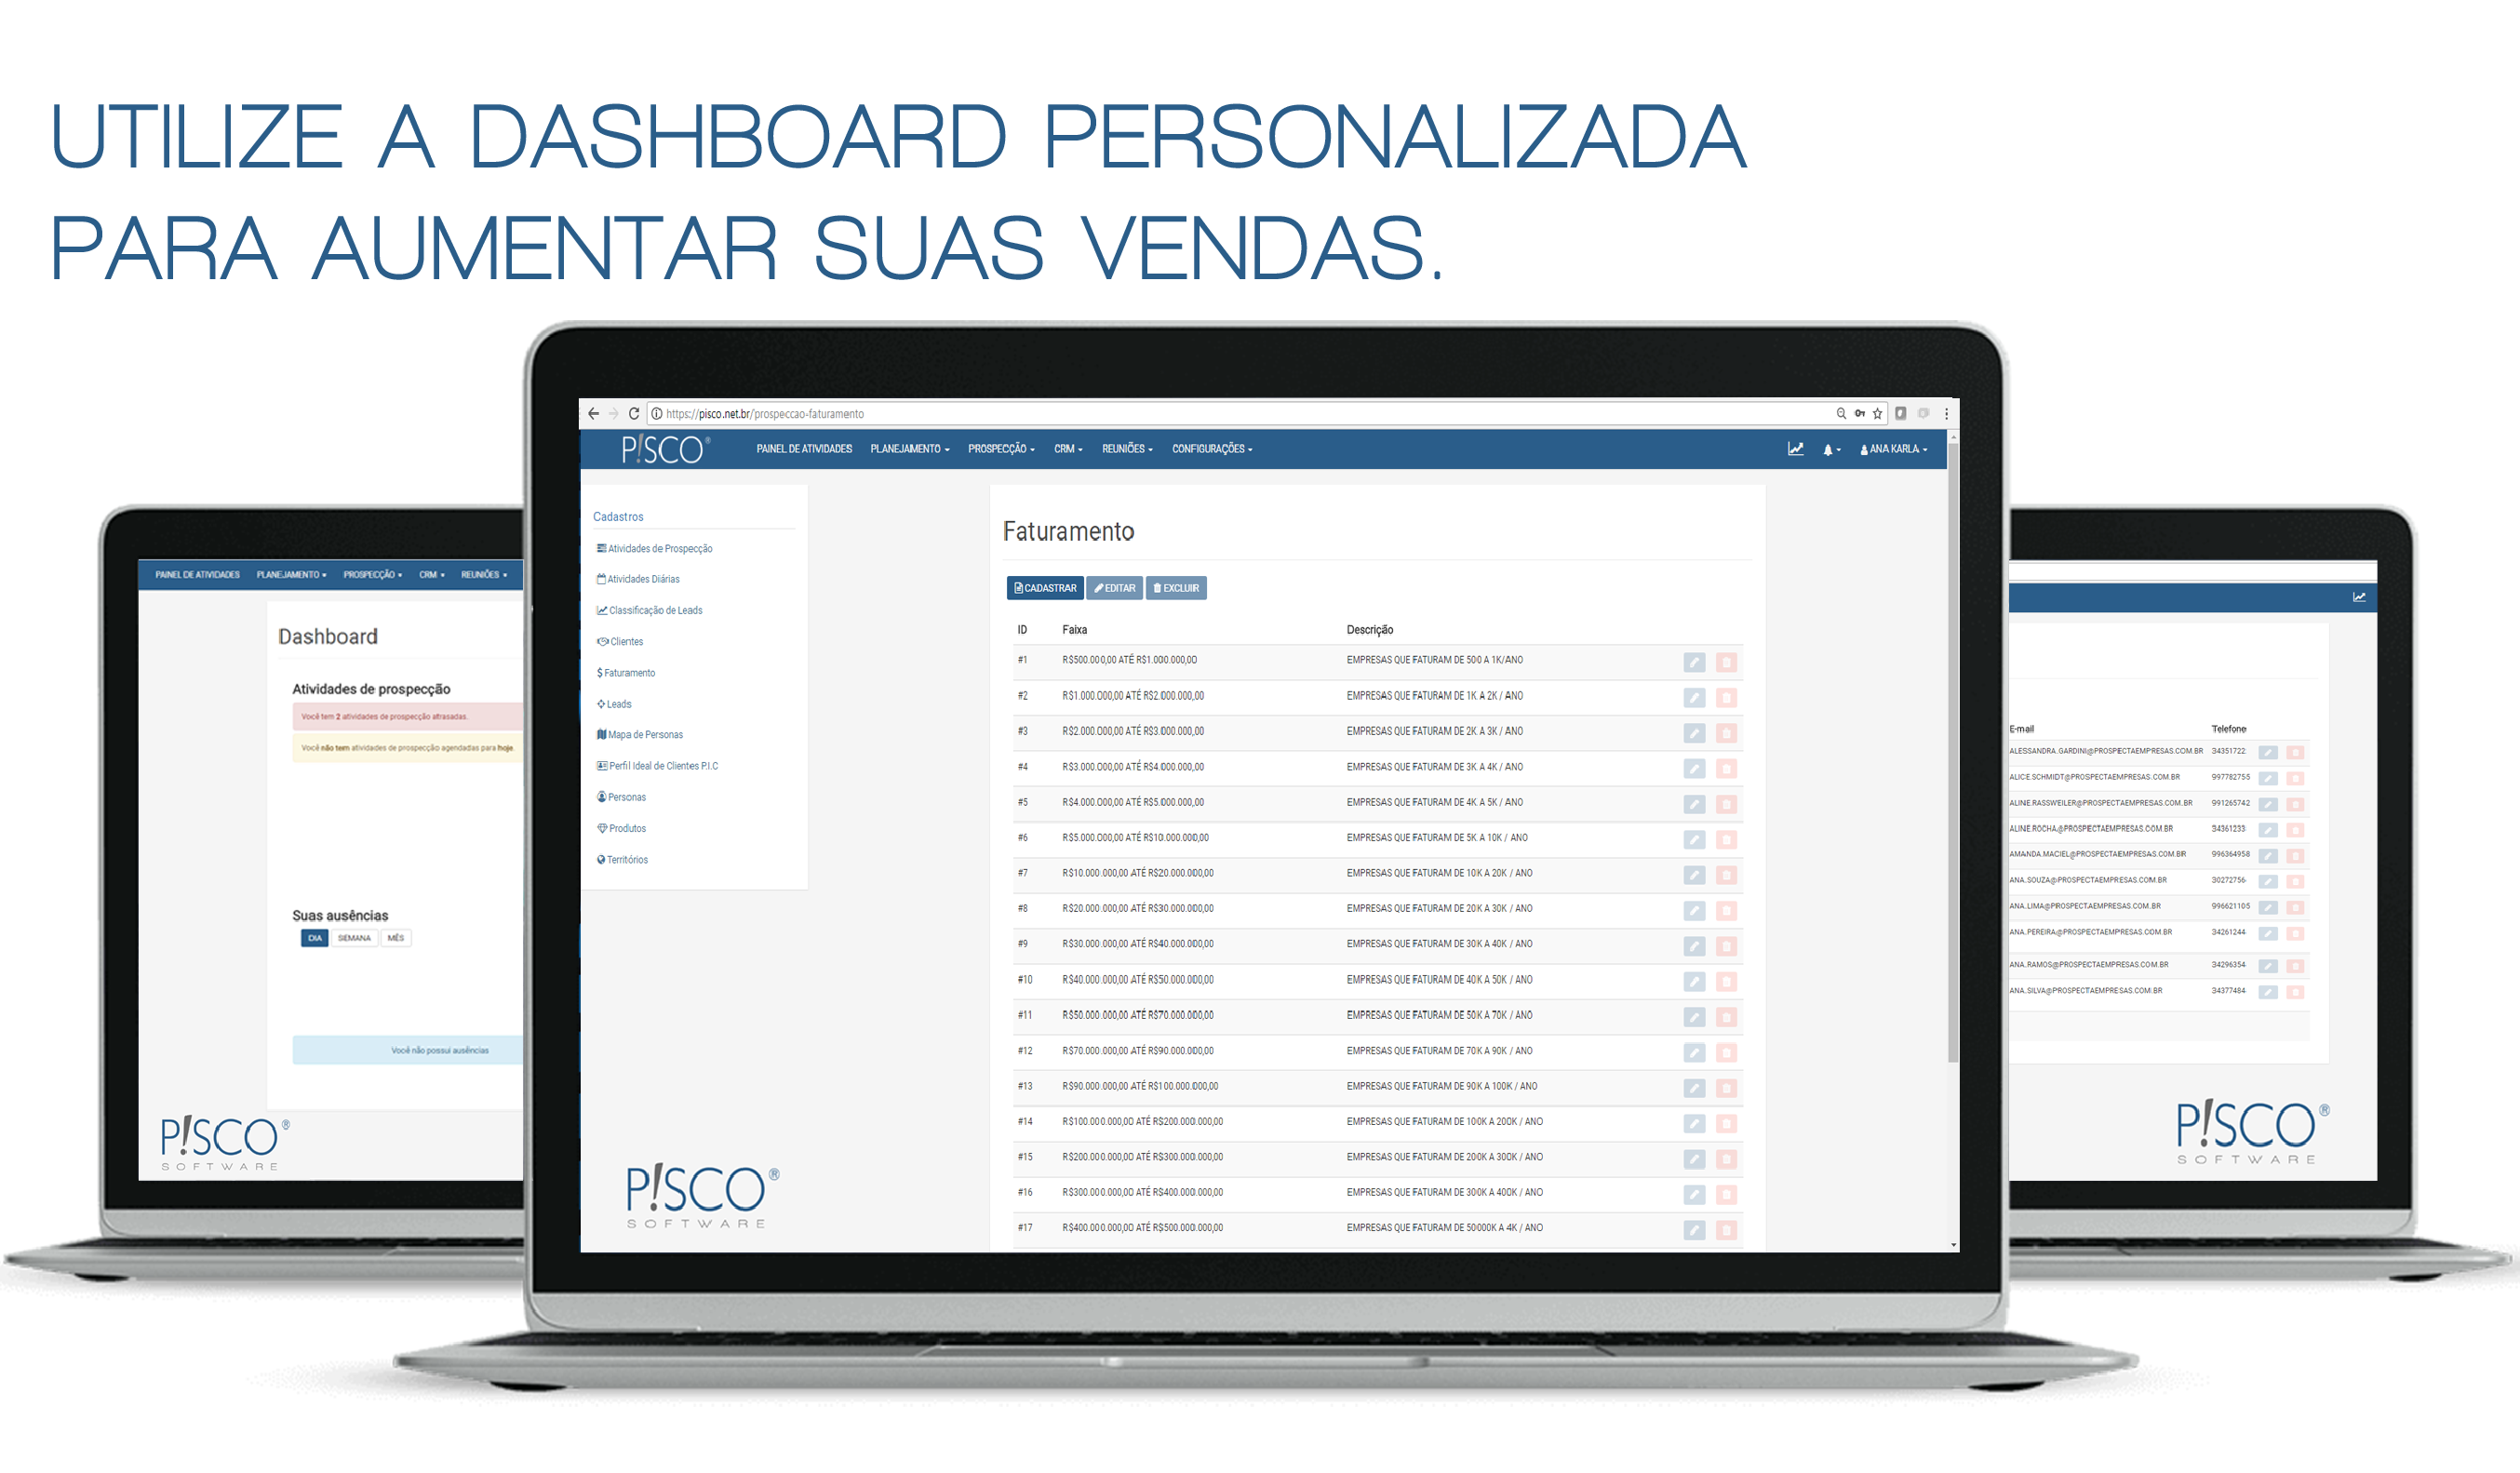 UTILIZE A DASHBOARD PERSONALIZADA
PARA AUMENTAR SUAS VENDAS.
https://pisco.net.br/prospeccao-faturamento
P!SCO®
PAINEL DE ATIVIDADES
PLANEJAMENTO
PROSPECÇÃO
CRM
REUNIÕES
CONFIGURAÇÕES
ANA KARLA
Cadastros
Atividades de Prospecção
Atividades Diárias
Classificação de Leads
Clientes
Faturamento
Leads
Mapa de Personas
Perfil Ideal de Clientes P.I.C
Personas
Produtos
Territórios
P!SCO®
SOFTWARE
Faturamento
CADASTRAR EDITAR EXCLUIR
ID Faixa Descrição
#1 R$500.000,00 ATÉ R$1.000.000,00 EMPRESAS QUE FATURAM DE 500 A 1K/ANO
#2 R$1.000.000,00 ATÉ R$2.000.000,00 EMPRESAS QUE FATURAM DE 1K A 2K / ANO
#3 R$2.000.000,00 ATÉ R$3.000.000,00 EMPRESAS QUE FATURAM DE 2K A 3K / ANO
#4 R$3.000.000,00 ATÉ R$4.000.000,00 EMPRESAS QUE FATURAM DE 3K A 4K / ANO
#5 R$4.000.000,00 ATÉ R$5.000.000,00 EMPRESAS QUE FATURAM DE 4K A 5K / ANO
#6 R$5.000.000,00 ATÉ R$10.000.000,00 EMPRESAS QUE FATURAM DE 5K A 10K / ANO
#7 R$10.000.000,00 ATÉ R$20.000.000,00 EMPRESAS QUE FATURAM DE 10K A 20K / ANO
#8 R$20.000.000,00 ATÉ R$30.000.000,00 EMPRESAS QUE FATURAM DE 20K A 30K / ANO
#9 R$30.000.000,00 ATÉ R$40.000.000,00 EMPRESAS QUE FATURAM DE 30K A 40K / ANO
#10 R$40.000.000,00 ATÉ R$50.000.000,00 EMPRESAS QUE FATURAM DE 40K A 50K / ANO
#11 R$50.000.000,00 ATÉ R$70.000.000,00 EMPRESAS QUE FATURAM DE 50K A 70K / ANO
#12 R$70.000.000,00 ATÉ R$90.000.000,00 EMPRESAS QUE FATURAM DE 70K A 90K / ANO
#13 R$90.000.000,00 ATÉ R$100.000.000,00 EMPRESAS QUE FATURAM DE 90K A 100K / ANO
#14 R$100.000.000,00 ATÉ R$200.000.000,00 EMPRESAS QUE FATURAM DE 100K A 200K / ANO
#15 R$200.000.000,00 ATÉ R$300.000.000,00 EMPRESAS QUE FATURAM DE 200K A 300K / ANO
#16 R$300.000.000,00 ATÉ R$400.000.000,00 EMPRESAS QUE FATURAM DE 300K A 400K / ANO
#17 R$400.000.000,00 ATÉ R$500.000.000,00 EMPRESAS QUE FATURAM DE 50000K A 4K / ANO
PAINEL DE ATIVIDADES PLANEJAMENTO PROSPECÇÃO CRM REUNIÕES
Dashboard
Atividades de prospecção
Você tem 2 atividades de prospecção atrasadas.
Você não tem atividades de prospecção agendadas para hoje.
Suas ausências
DIA SEMANA MÊS
Você não possui ausências
P!SCO®
SOFTWARE
E-mail Telefone
ALESSANDRA.GARDINI@PROSPECTAEMPRESAS.COM.BR 34351722
ALICE.SCHMIDT@PROSPECTAEMPRESAS.COM.BR 997782755
ALINE.RASSWEILER@PROSPECTAEMPRESAS.COM.BR 991265742
ALINE.ROCHA@PROSPECTAEMPRESAS.COM.BR 34361233
AMANDA.MACIEL@PROSPECTAEMPRESAS.COM.BR 996364958
ANA.SOUZA@PROSPECTAEMPRESAS.COM.BR 30272756
ANA.LIMA@PROSPECTAEMPRESAS.COM.BR 996621105
ANA.PEREIRA@PROSPECTAEMPRESAS.COM.BR 34261244
ANA.RAMOS@PROSPECTAEMPRESAS.COM.BR 34296354
ANA.SILVA@PROSPECTAEMPRESAS.COM.BR 34377484
P!SCO®
SOFTWARE